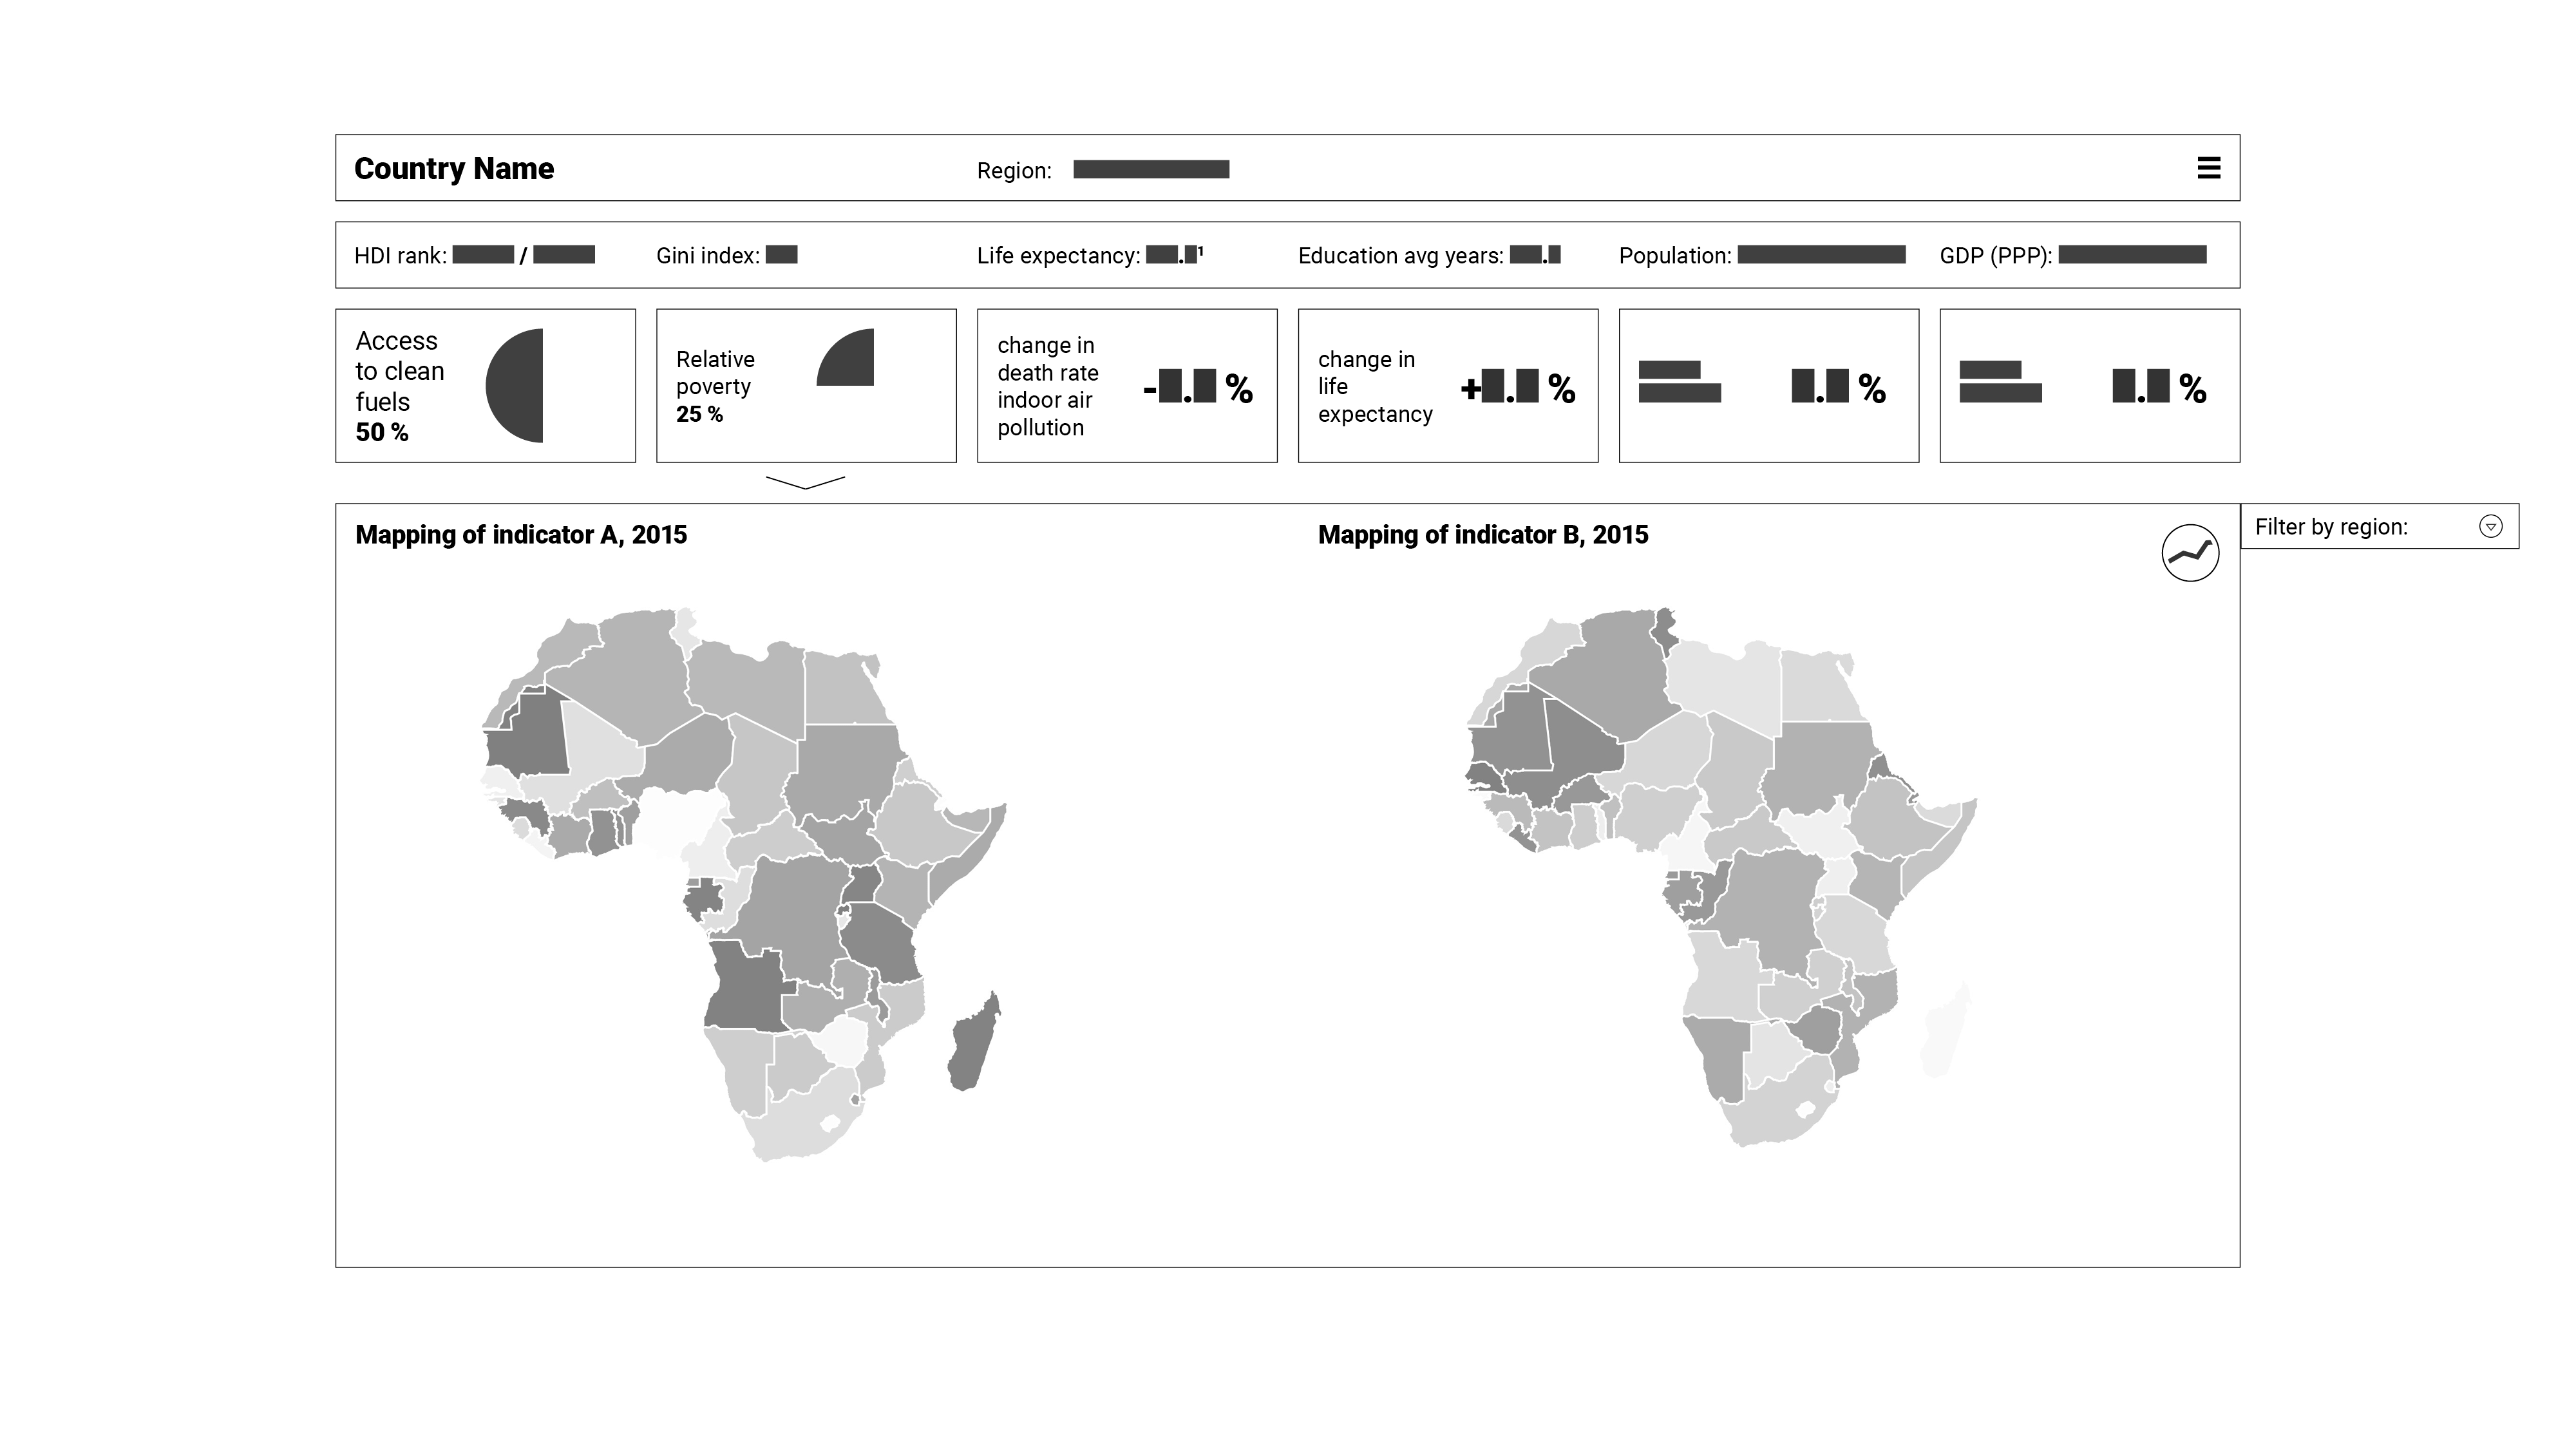 Country Name
Region:
HDI rank: /
Gini index:
Life expectancy: .¹
Education avg years: .
Population:
GDP (PPP):
Access
to clean
fuels
50 %
Relative
poverty
25 %
change in
death rate
indoor air
pollution
- . %
change in
life
expectancy
+ . %
. %
. %
Mapping of indicator A, 2015
Mapping of indicator B, 2015
Filter by region: